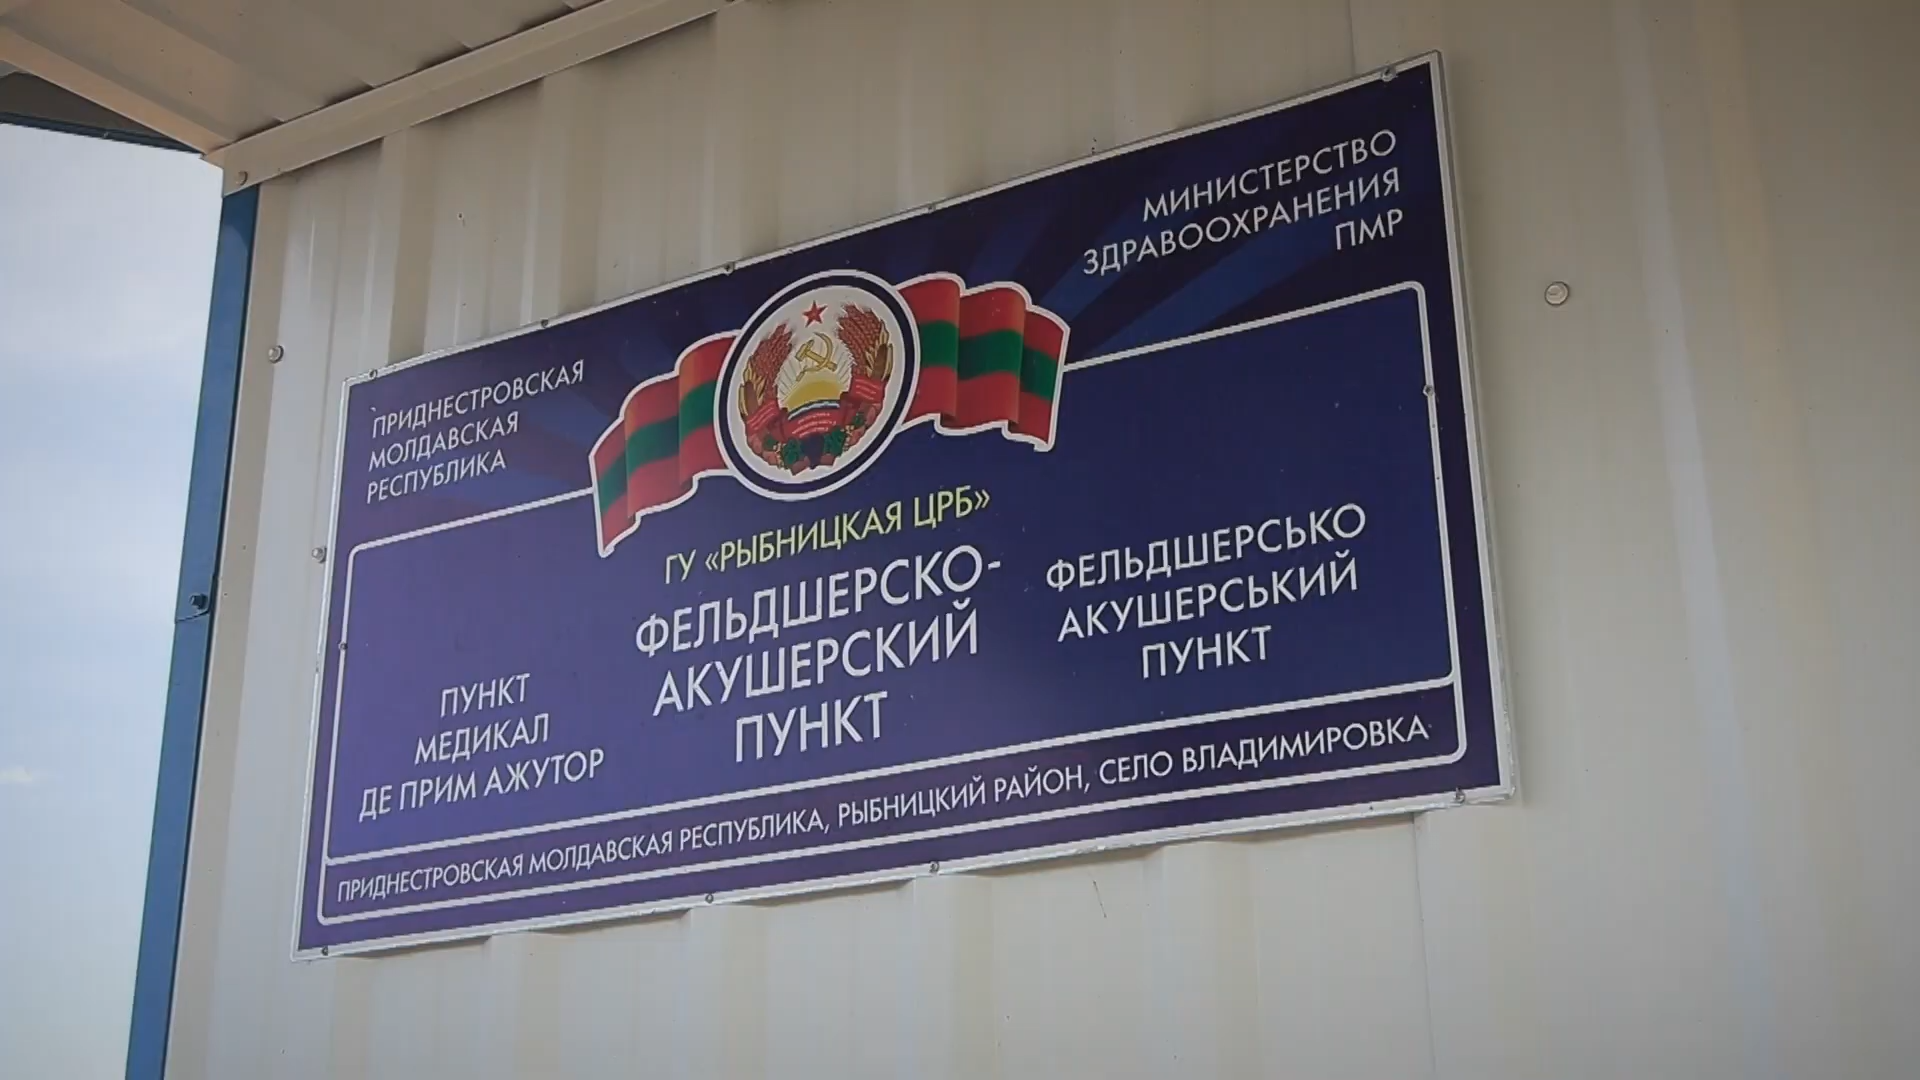 ПРИДНЕСТРОВСКАЯ
МОЛДАВСКАЯ
РЕСПУБЛИКА
МИНИСТЕРСТВО
ЗДРАВООХРАНЕНИЯ
ПМР
ГУ «РЫБНИЦКАЯ ЦРБ»
ПУНКТ
МЕДИКАЛ
ДЕ ПРИМ АЖУТОР
ФЕЛЬДШЕРСКО-
АКУШЕРСКИЙ
ПУНКТ
ФЕЛЬДШЕРСЬКО
АКУШЕРСЬКИЙ
ПУНКТ
ПРИДНЕСТРОВСКАЯ МОЛДАВСКАЯ РЕСПУБЛИКА, РЫБНИЦКИЙ РАЙОН, СЕЛО ВЛАДИМИРОВКА